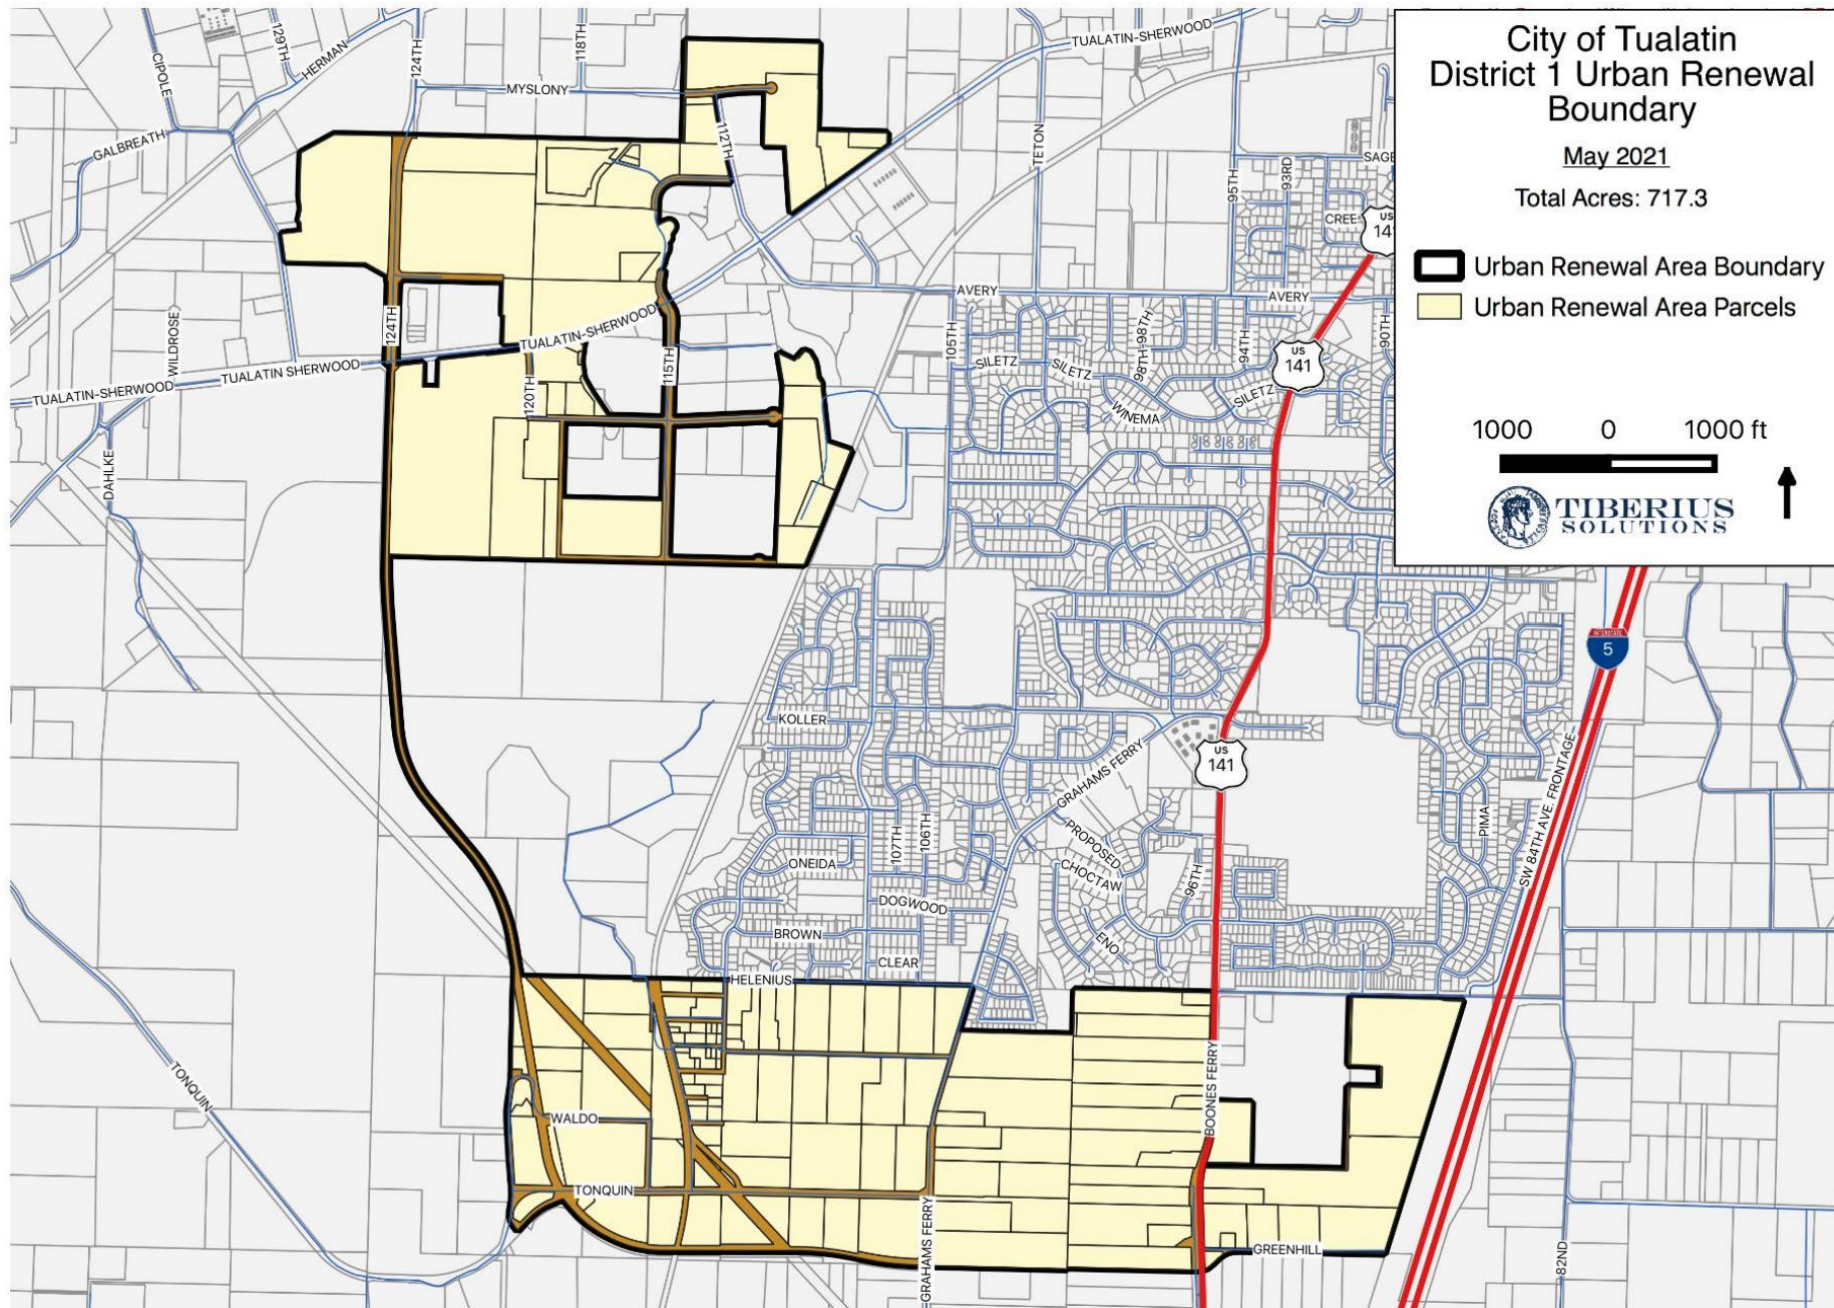 City of Tualatin
District 1 Urban Renewal
Boundary
May 2021
Total Acres: 717.3
Urban Renewal Area Boundary
Urban Renewal Area Parcels
1000 0 1000 ft
TIBERIUS
SOLUTIONS
CIPOLE
129TH
HERMAN
124TH
118TH
TUALATIN-SHERWOOD
MYSLONY
GALBREATH
112TH
TETON
95TH
93RD
SAGE
CREE
US
141
AVERY
AVERY
WILDROSE
124TH
TUALATIN-SHERWOOD
115TH
105TH
98TH-98TH
94TH
90TH
US
141
SILETZ
SILETZ
SILETZ
WINEMA
TUALATIN SHERWOOD
TUALATIN-SHERWOOD
120TH
DAHLKE
INTERSTATE
5
KOLLER
GRAHAMS FERRY
US
141
SW 84TH AVE. FRONTAGE
PIMA
107TH
106TH
PROPOSED
ONEIDA
CHOCTAW
96TH
DOGWOOD
BROWN
ENO
CLEAR
HELENIUS
TONQUIN
BOONES FERRY
WALDO
TONQUIN
GRAHAMS FERRY
GREENHILL
82ND